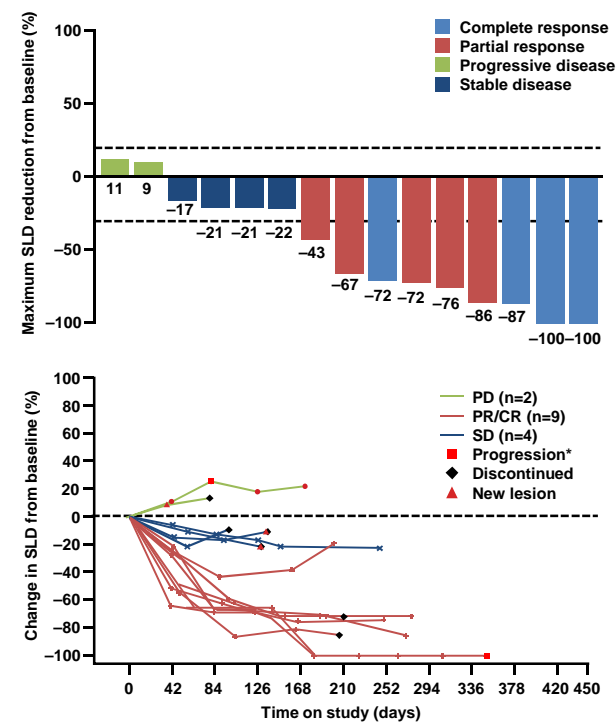 Maximum SLD reduction from baseline (%)
100
50
0
–50
–100
Complete response
Partial response
Progressive disease
Stable disease
11
9
–17
–21
–21
–22
–43
–67
–72
–72
–76
–86
–87
–100
–100
Change in SLD from baseline (%)
100
80
60
40
20
0
–20
–40
–60
–80
–100
PD (n=2)
PR/CR (n=9)
SD (n=4)
Progression*
Discontinued
New lesion
0 42 84 126 168 210 252 294 336 378 420 450
Time on study (days)